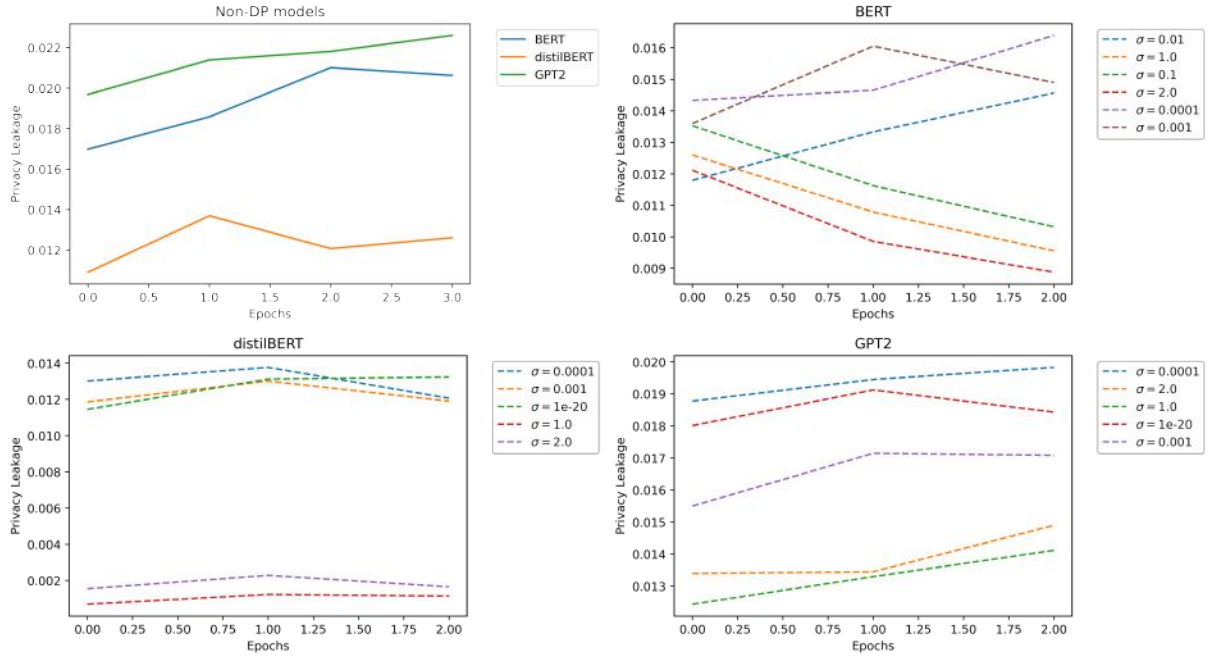 Non-DP models
Privacy Leakage
0.022
0.020
0.018
0.016
0.014
0.012
0.0 0.5 1.0 1.5 2.0 2.5 3.0
Epochs
BERT
distilBERT
GPT2
BERT
Privacy Leakage
0.016
0.015
0.014
0.013
0.012
0.011
0.010
0.009
0.00 0.25 0.50 0.75 1.00 1.25 1.50 1.75 2.00
Epochs
σ = 0.01
σ = 1.0
σ = 0.1
σ = 2.0
σ = 0.0001
σ = 0.001
distilBERT
Privacy Leakage
0.014
0.012
0.010
0.008
0.006
0.004
0.002
0.00 0.25 0.50 0.75 1.00 1.25 1.50 1.75 2.00
Epochs
σ = 0.0001
σ = 0.001
σ = 1e-20
σ = 1.0
σ = 2.0
GPT2
Privacy Leakage
0.020
0.019
0.018
0.017
0.016
0.015
0.014
0.013
0.00 0.25 0.50 0.75 1.00 1.25 1.50 1.75 2.00
Epochs
σ = 0.0001
σ = 2.0
σ = 1.0
σ = 1e-20
σ = 0.001